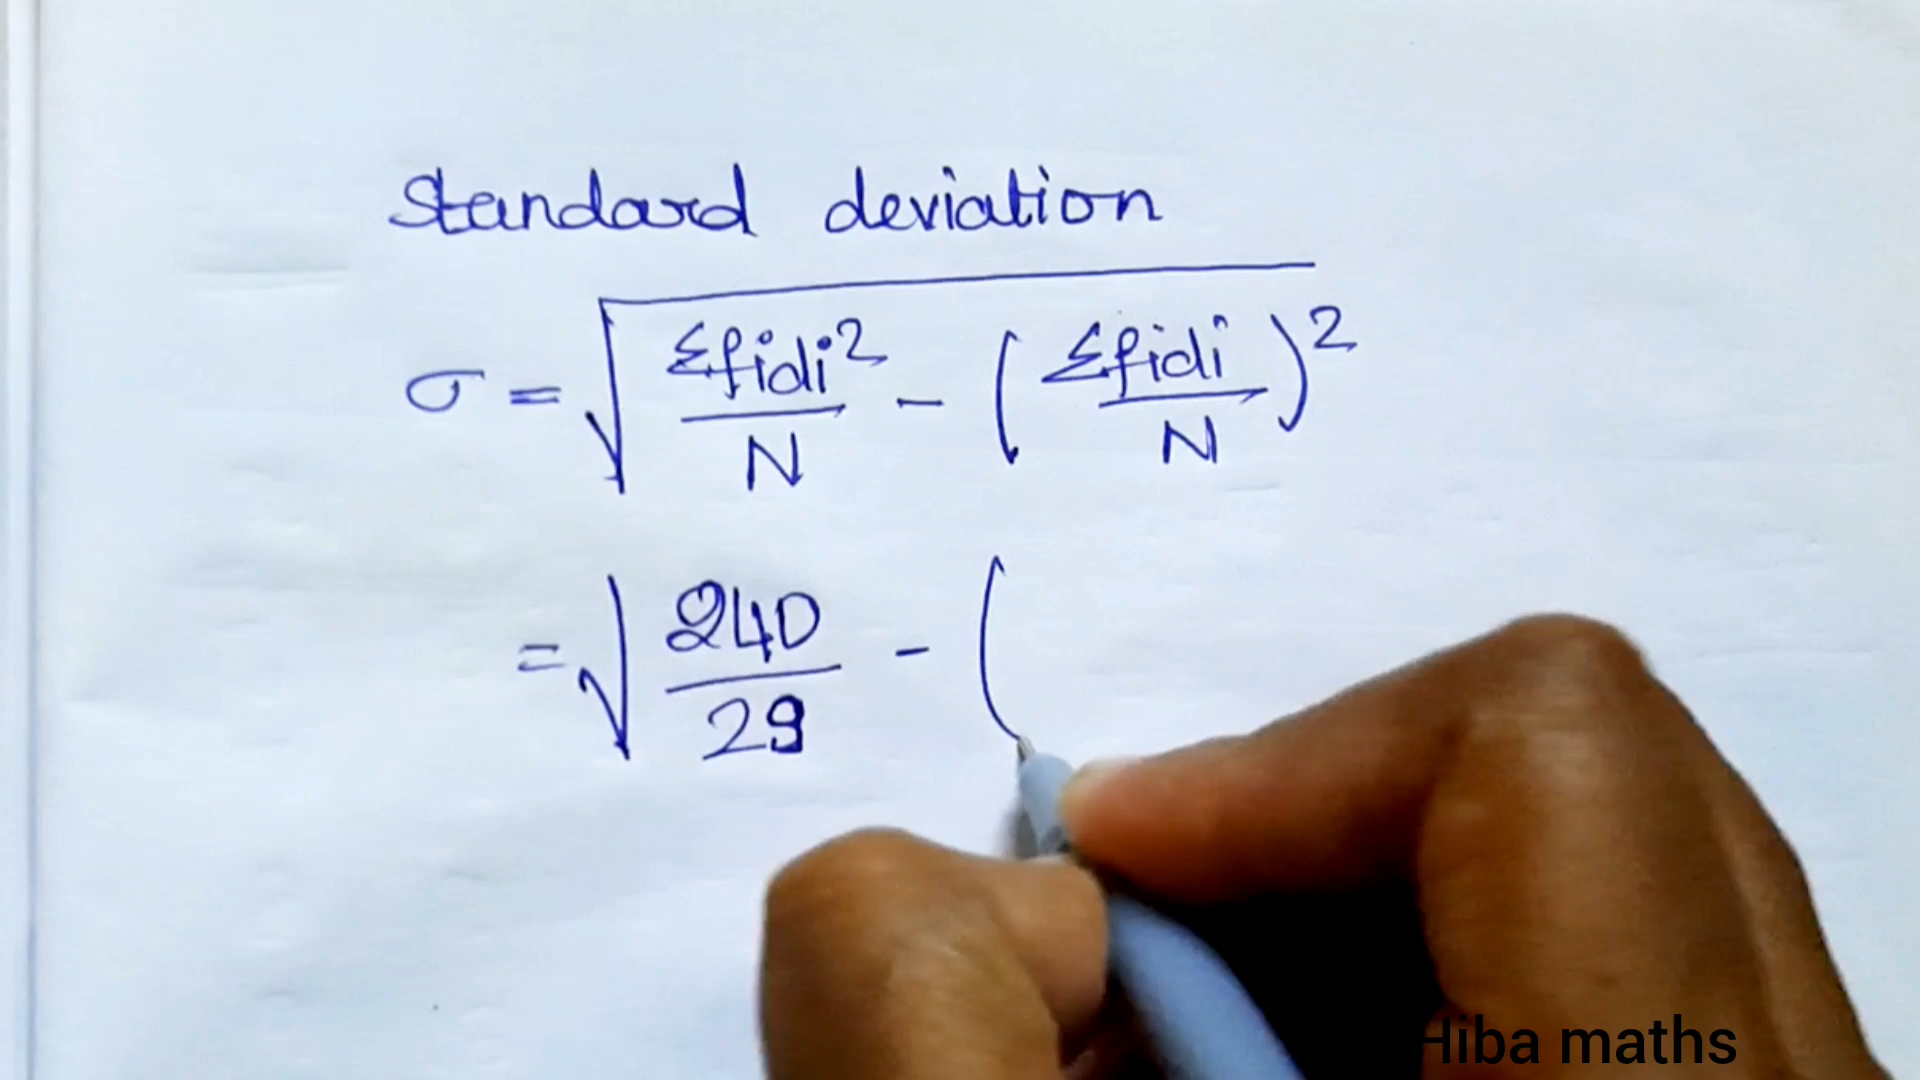 Standard deviation
σ = √ Σfidi² / N - ( Σfidi / N )²
= √ 240 / 29 - (
Hiba maths